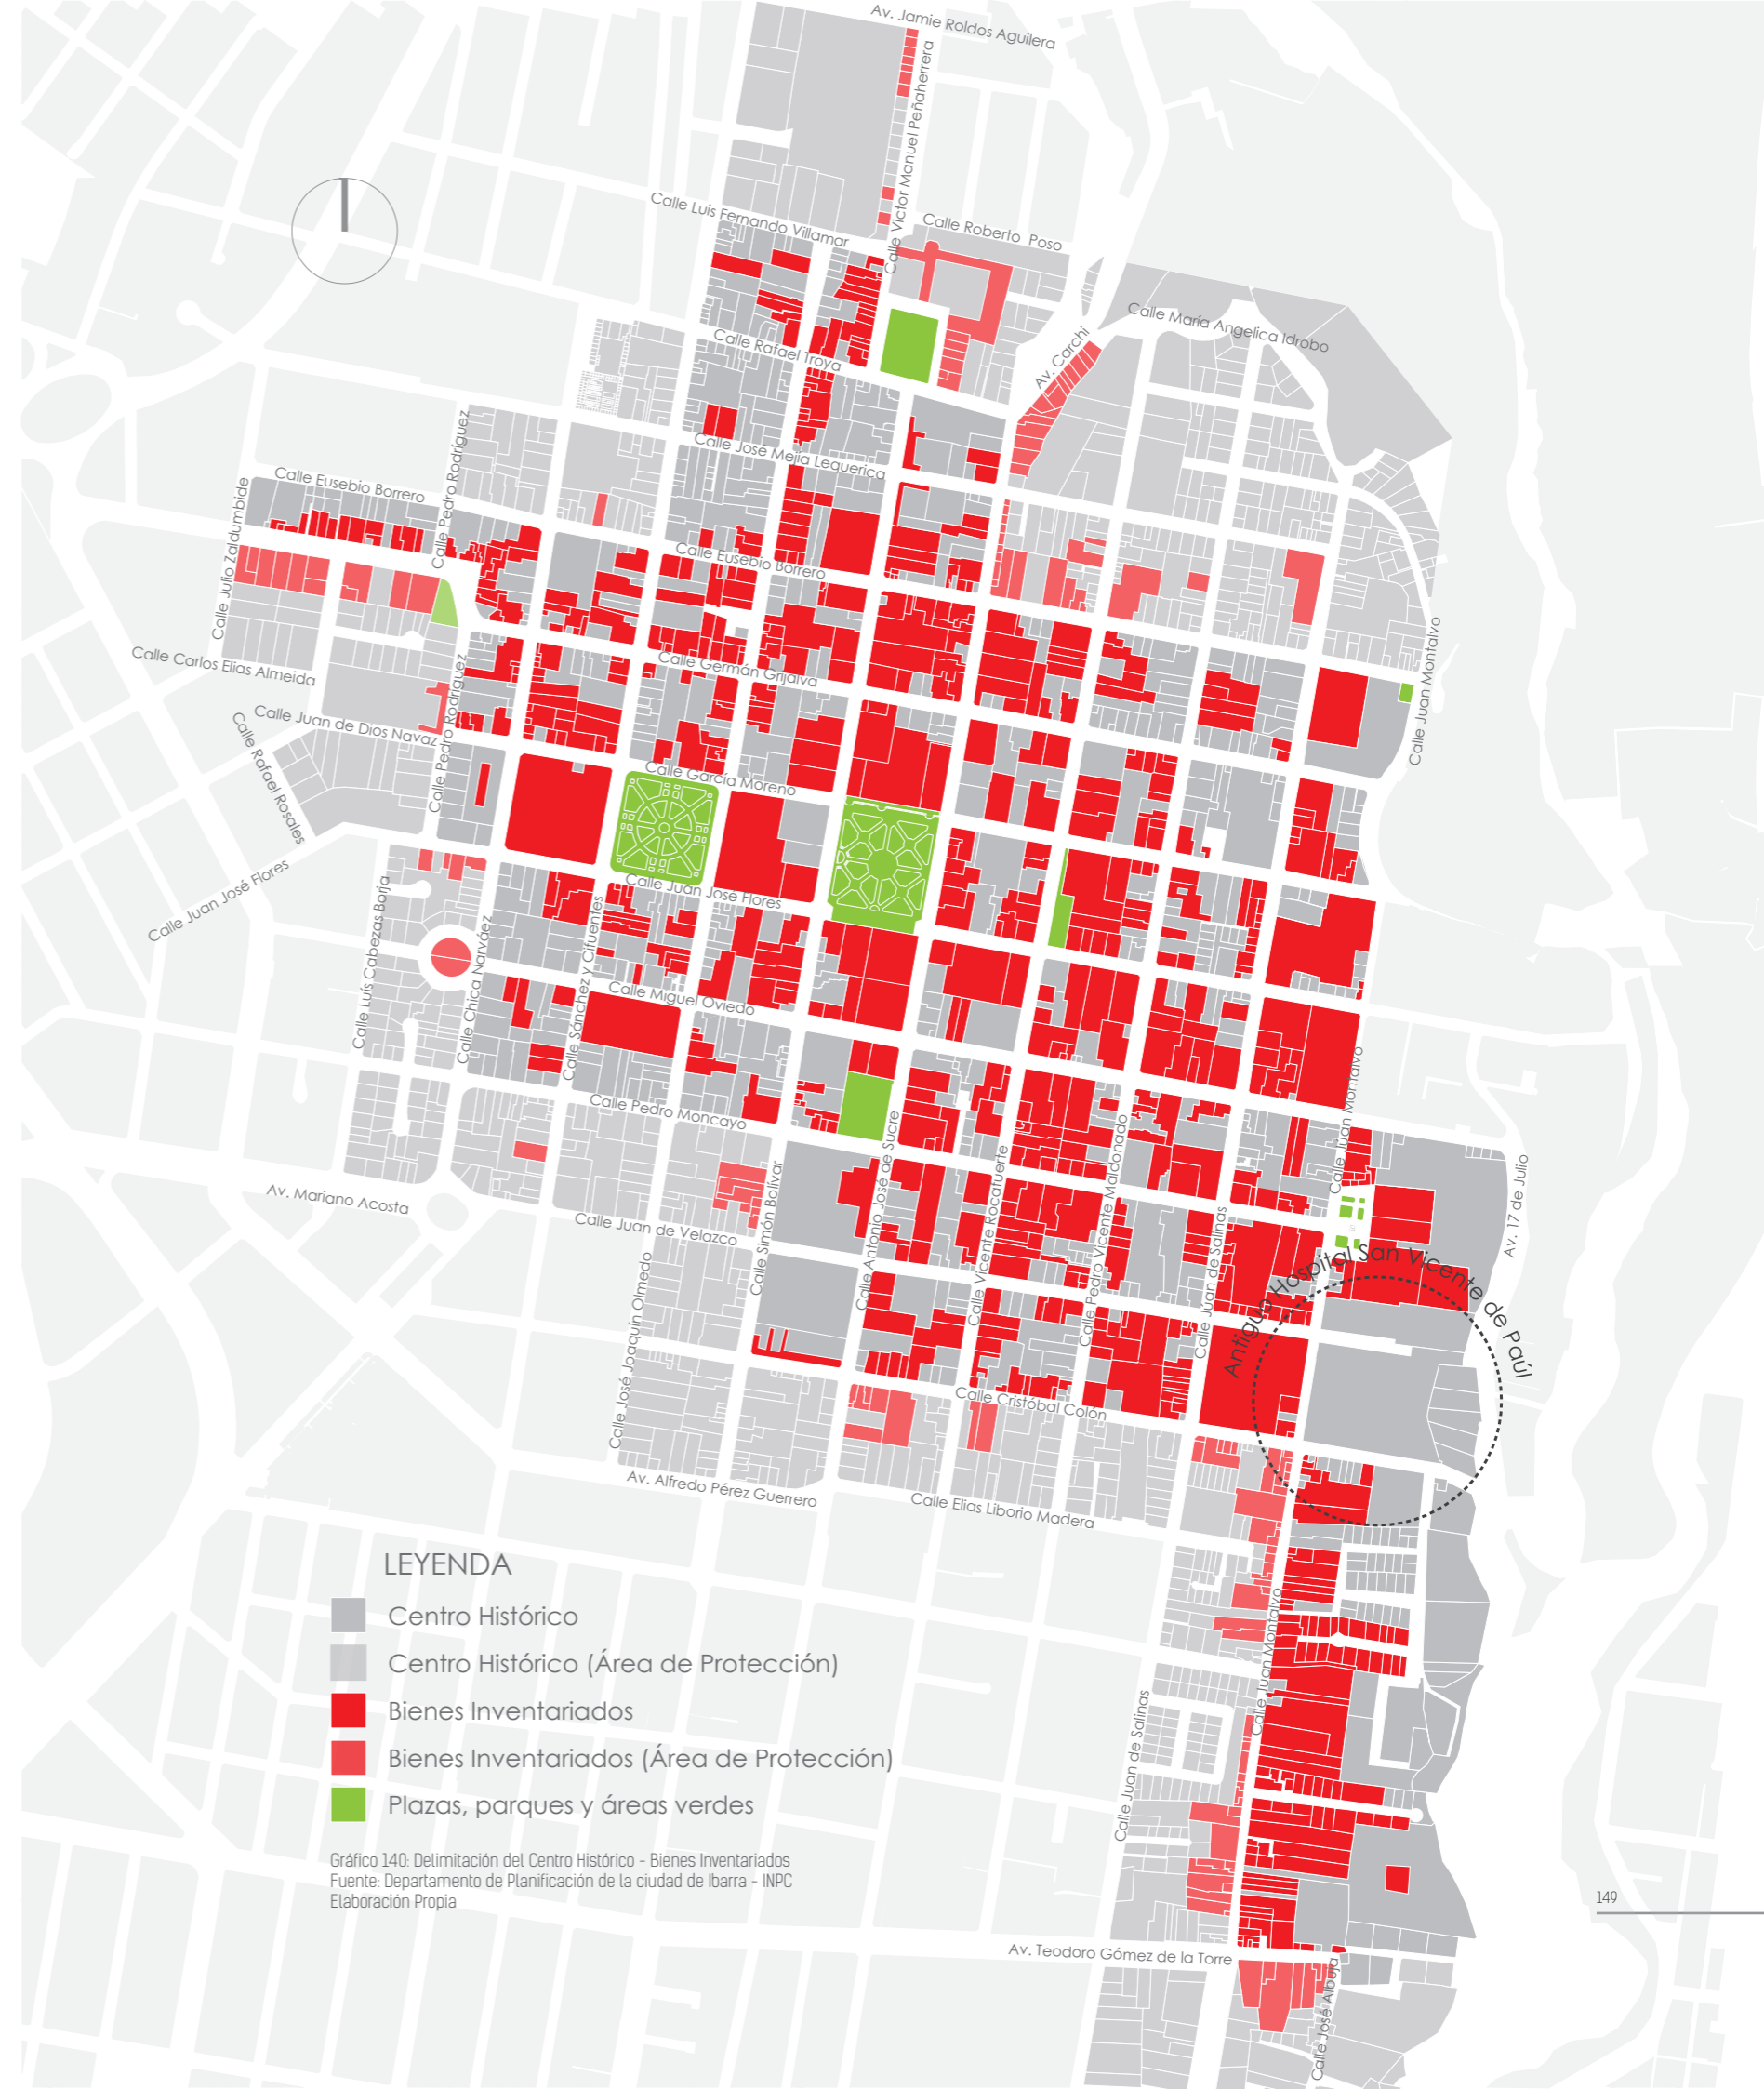 Av. Jamie Roldos Aguilera
Calle Victor Manuel Peñaherrera
Calle Luis Fernando Villamar
Calle Roberto Poso
Calle María Angelica Idrobo
Av. Carchi
Calle Rafael Troya
Calle José Mejía Lequerica
Calle Pedro Rodríguez
Calle Eusebio Borrero
Calle Julio Zaldumbide
Calle Eusebio Borrero
Calle Juan Montalvo
Calle Carlos Elias Almeida
Calle Germán Grijalva
Calle Pedro Rodriguez
Calle Juan de Dios Navaz
Calle Rafael Rosales
Calle García Moreno
Calle Juan José Flores
Calle Juan José Flores
Calle Luís Cabezas Borja
Calle Chica Narváez
Calle Sánchez y Cifuentes
Calle Miguel Oviedo
Calle Juan Montalvo
Calle Pedro Moncayo
Calle Antonio José de Sucre
Calle Vicente Rocafuerte
Calle Pedro Vicente Maldonado
Calle Juan de Salinas
Av. 17 de Julio
Av. Mariano Acosta
Calle Juan de Velazco
Calle Simón Bolívar
Calle José Joaquín Olmedo
Antiguo Hospital San Vicente de Paúl
Calle Cristóbal Colón
Av. Alfredo Pérez Guerrero
Calle Elias Liborio Madera
LEYENDA
Centro Histórico
Centro Histórico (Área de Protección)
Bienes Inventariados
Bienes Inventariados (Área de Protección)
Plazas, parques y áreas verdes
Calle Juan Montalvo
Calle Juan de Salinas
Gráfico 140: Delimitación del Centro Histórico - Bienes Inventariados
Fuente: Departamento de Planificación de la ciudad de Ibarra - INPC
Elaboración Propia
149
Av. Teodoro Gómez de la Torre
Calle José Albuja